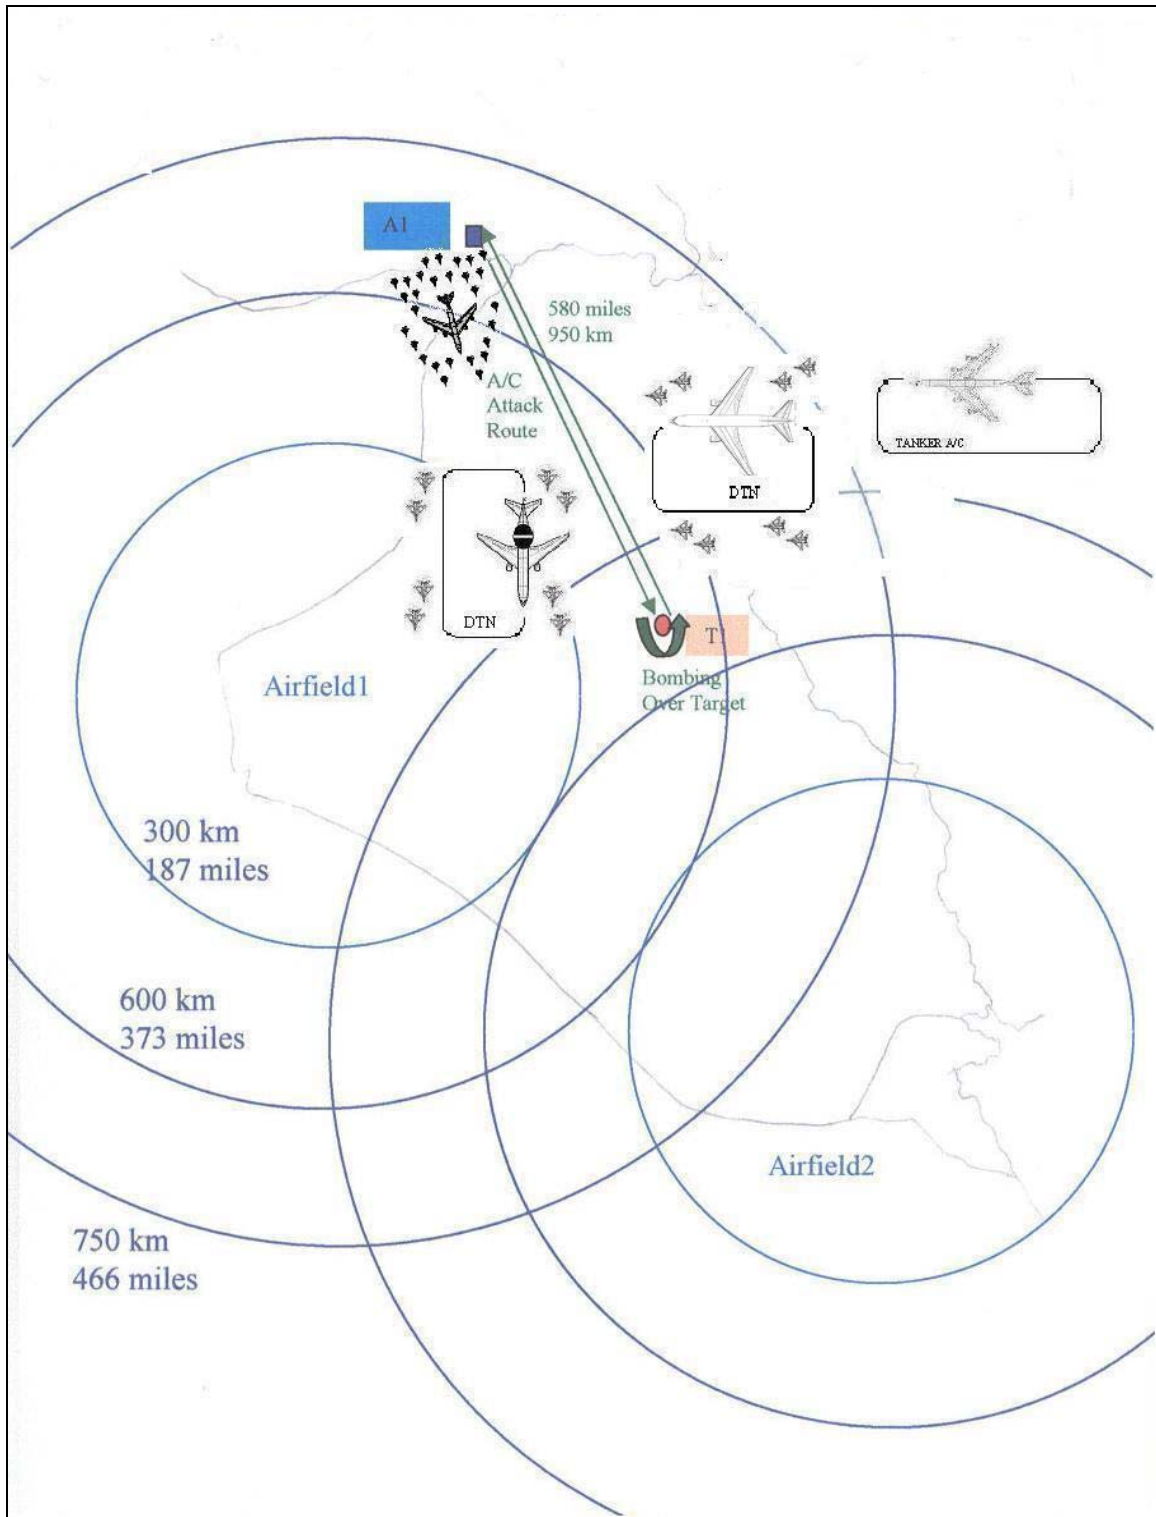 A1
580 miles
950 km
A/C
Attack
Route
TANKER A/C
DTN
DTN
T1
Bombing
Over Target
Airfield1
300 km
187 miles
600 km
373 miles
Airfield2
750 km
466 miles